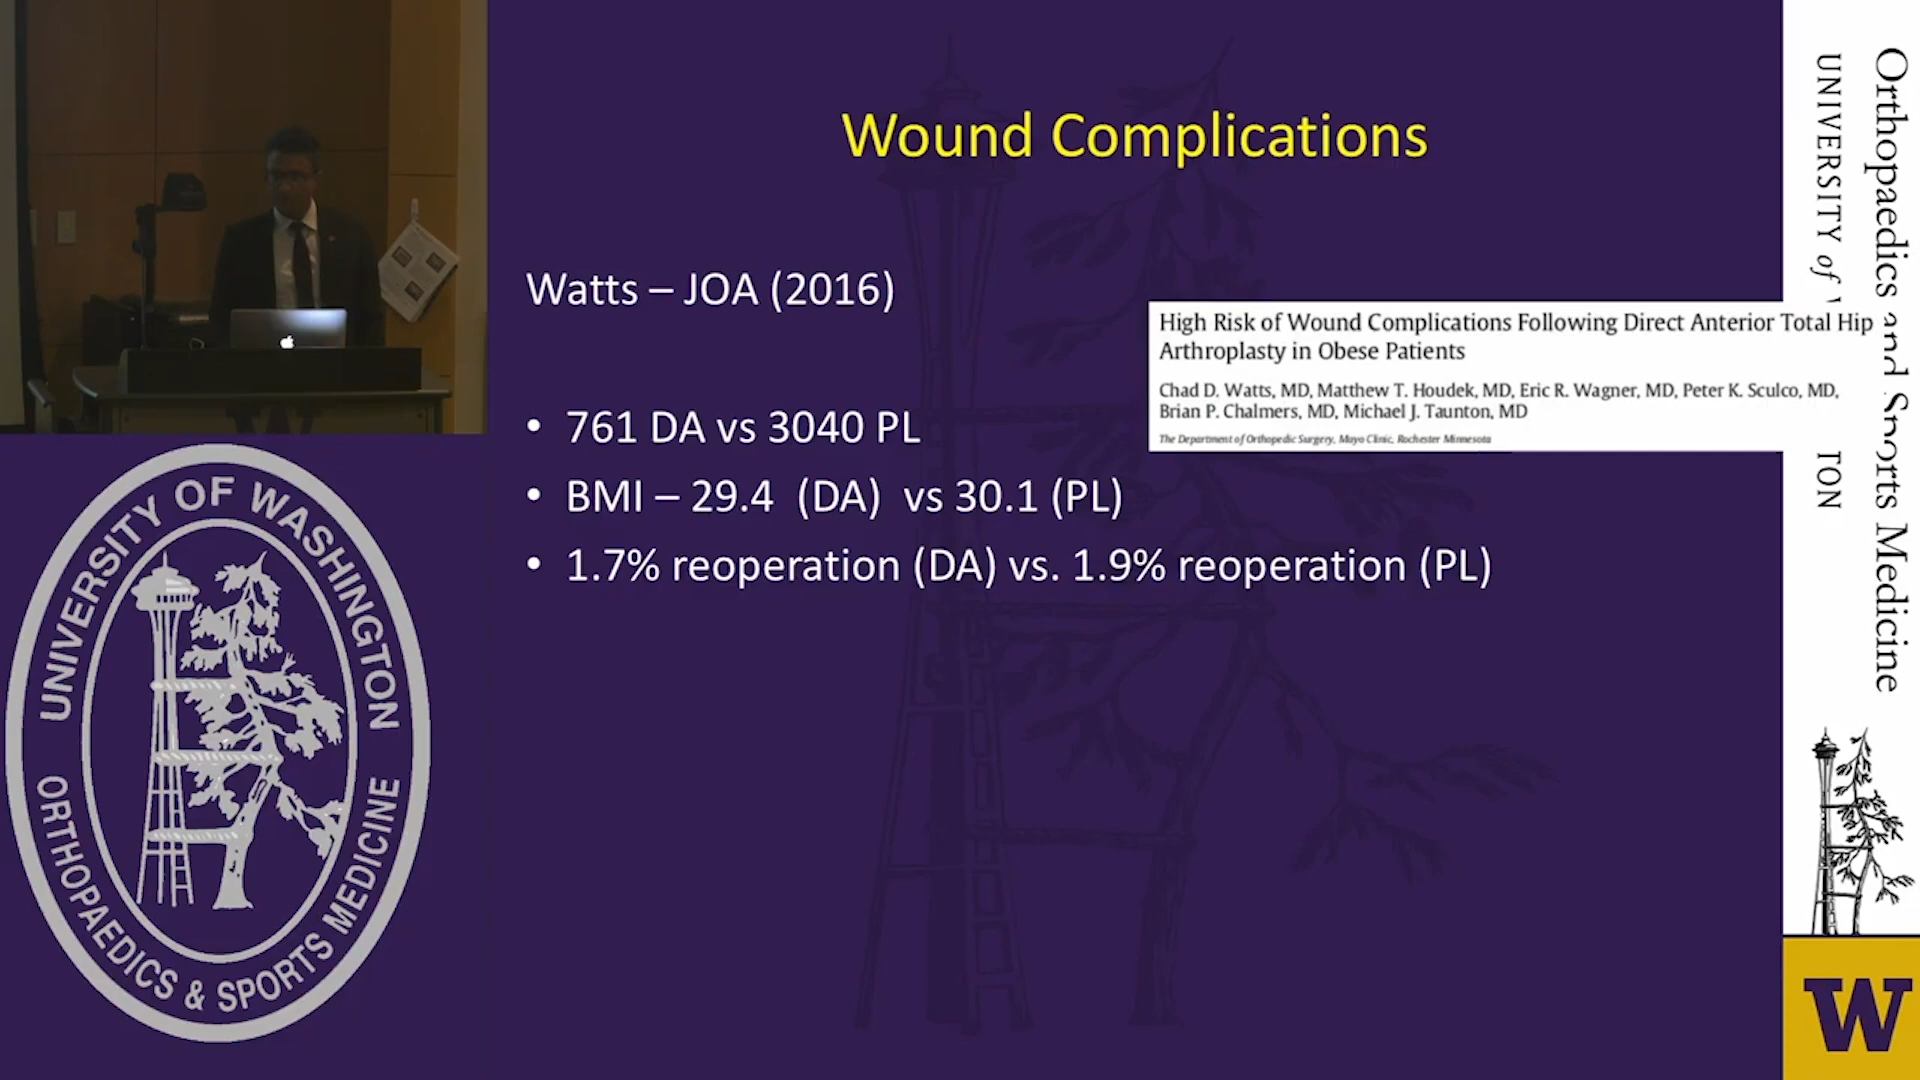 Wound Complications
Watts – JOA (2016)
High Risk of Wound Complications Following Direct Anterior Total Hip
Arthroplasty in Obese Patients
Chad D. Watts, MD, Matthew T. Houdek, MD, Eric R. Wagner, MD, Peter K. Sculco, MD,
Brian P. Chalmers, MD, Michael J. Taunton, MD
The Department of Orthopedic Surgery, Mayo Clinic, Rochester Minnesota
• 761 DA vs 3040 PL
• BMI – 29.4 (DA) vs 30.1 (PL)
• 1.7% reoperation (DA) vs. 1.9% reoperation (PL)
UNIVERSITY OF WASHINGTON
ORTHOPAEDICS & SPORTS MEDICINE
Orthopaedics and Sports Medicine
UNIVERSITY of
TON
W